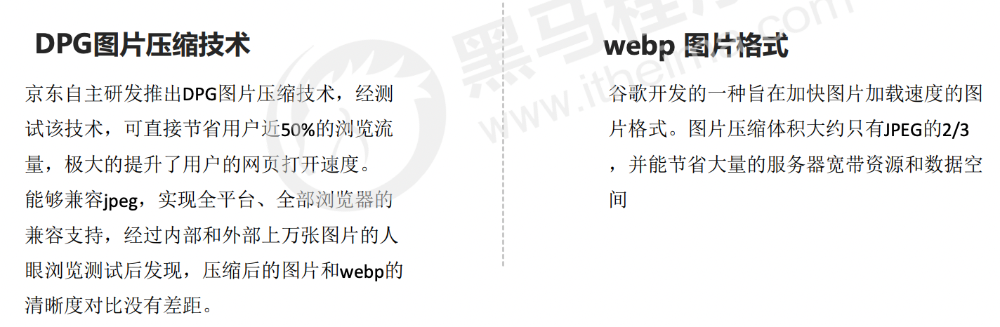 DPG图片压缩技术
京东自主研发推出DPG图片压缩技术，经测
试该技术，可直接节省用户近50%的浏览流
量，极大的提升了用户的网页打开速度。
能够兼容jpeg，实现全平台、全部浏览器的
兼容支持，经过内部和外部上万张图片的人
眼浏览测试后发现，压缩后的图片和webp的
清晰度对比没有差距。
webp 图片格式
谷歌开发的一种旨在加快图片加载速度的图
片格式。图片压缩体积大约只有JPEG的2/3
，并能节省大量的服务器宽带资源和数据空
间
黑马程序
www.itheima.com